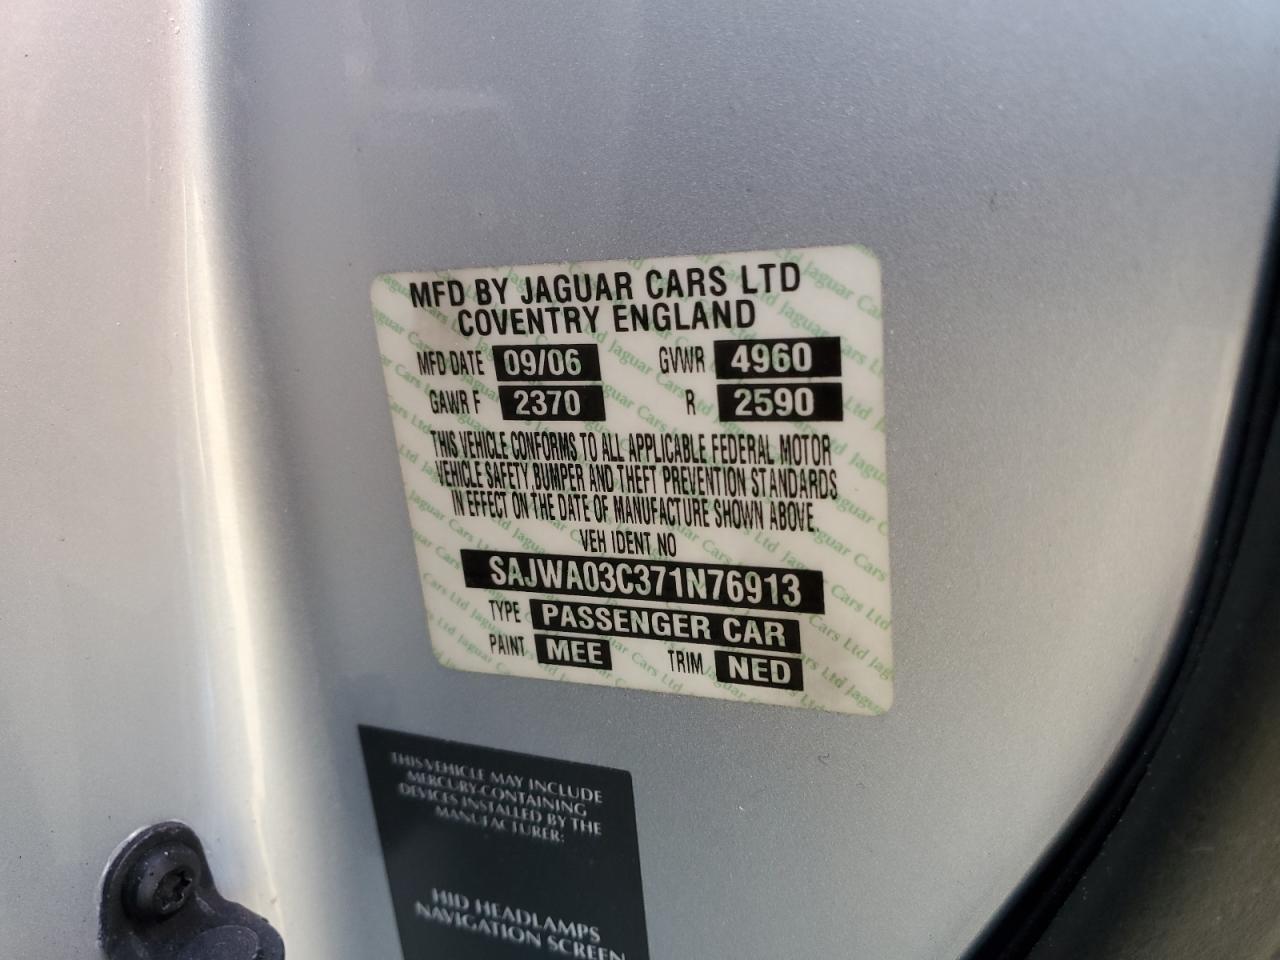 MFD BY JAGUAR CARS LTD
COVENTRY ENGLAND
MFD DATE 09/06 GVWR 4960
GAWR F 2370 R 2590
THIS VEHICLE CONFORMS TO ALL APPLICABLE FEDERAL MOTOR
VEHICLE SAFETY, BUMPER AND THEFT PREVENTION STANDARDS
IN EFFECT ON THE DATE OF MANUFACTURE SHOWN ABOVE.
VEH IDENT NO
SAJWA03C371N76913
TYPE PASSENGER CAR
PAINT MEE TRIM NED
THIS VEHICLE MAY INCLUDE
MERCURY-CONTAINING
DEVICES INSTALLED BY THE
MANUFACTURER:
HID HEADLAMPS
NAVIGATION SCREEN